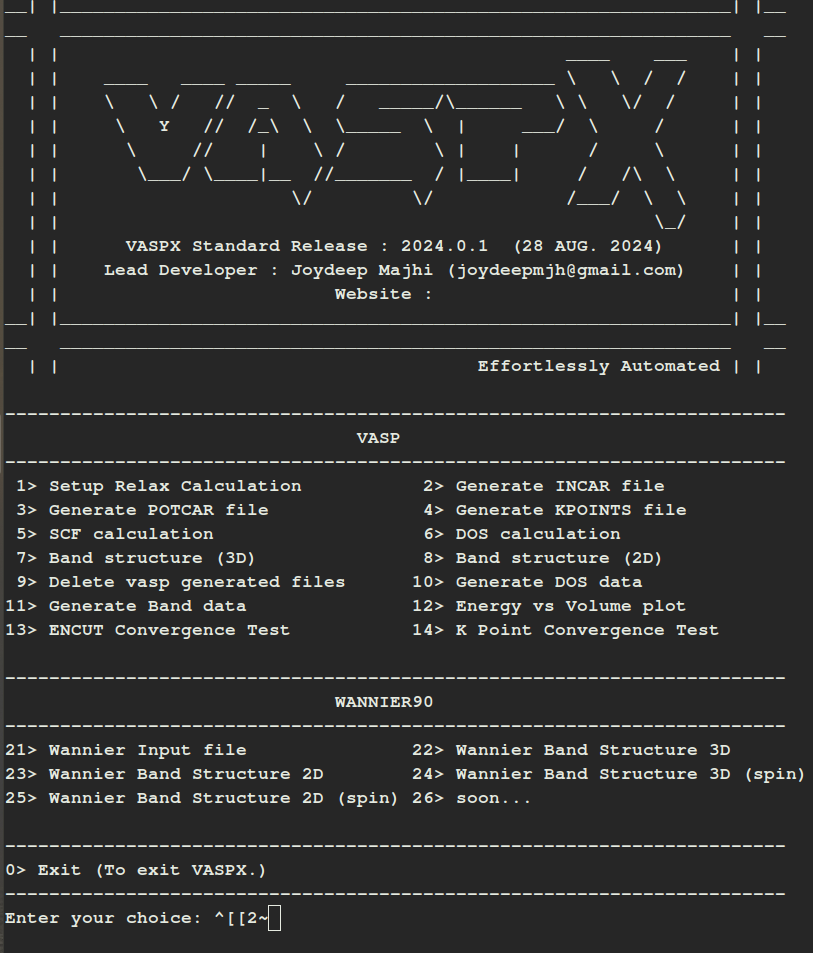 VASPX
VASPX Standard Release : 2024.0.1 (28 AUG. 2024)
Lead Developer : Joydeep Majhi (joydeepmjh@gmail.com)
Website :
Effortlessly Automated
VASP
1> Setup Relax Calculation 2> Generate INCAR file
3> Generate POTCAR file 4> Generate KPOINTS file
5> SCF calculation 6> DOS calculation
7> Band structure (3D) 8> Band structure (2D)
9> Delete vasp generated files 10> Generate DOS data
11> Generate Band data 12> Energy vs Volume plot
13> ENCUT Convergence Test 14> K Point Convergence Test
WANNIER90
21> Wannier Input file 22> Wannier Band Structure 3D
23> Wannier Band Structure 2D 24> Wannier Band Structure 3D (spin)
25> Wannier Band Structure 2D (spin) 26> soon...
0> Exit (To exit VASPX.)
Enter your choice: ^[[2~